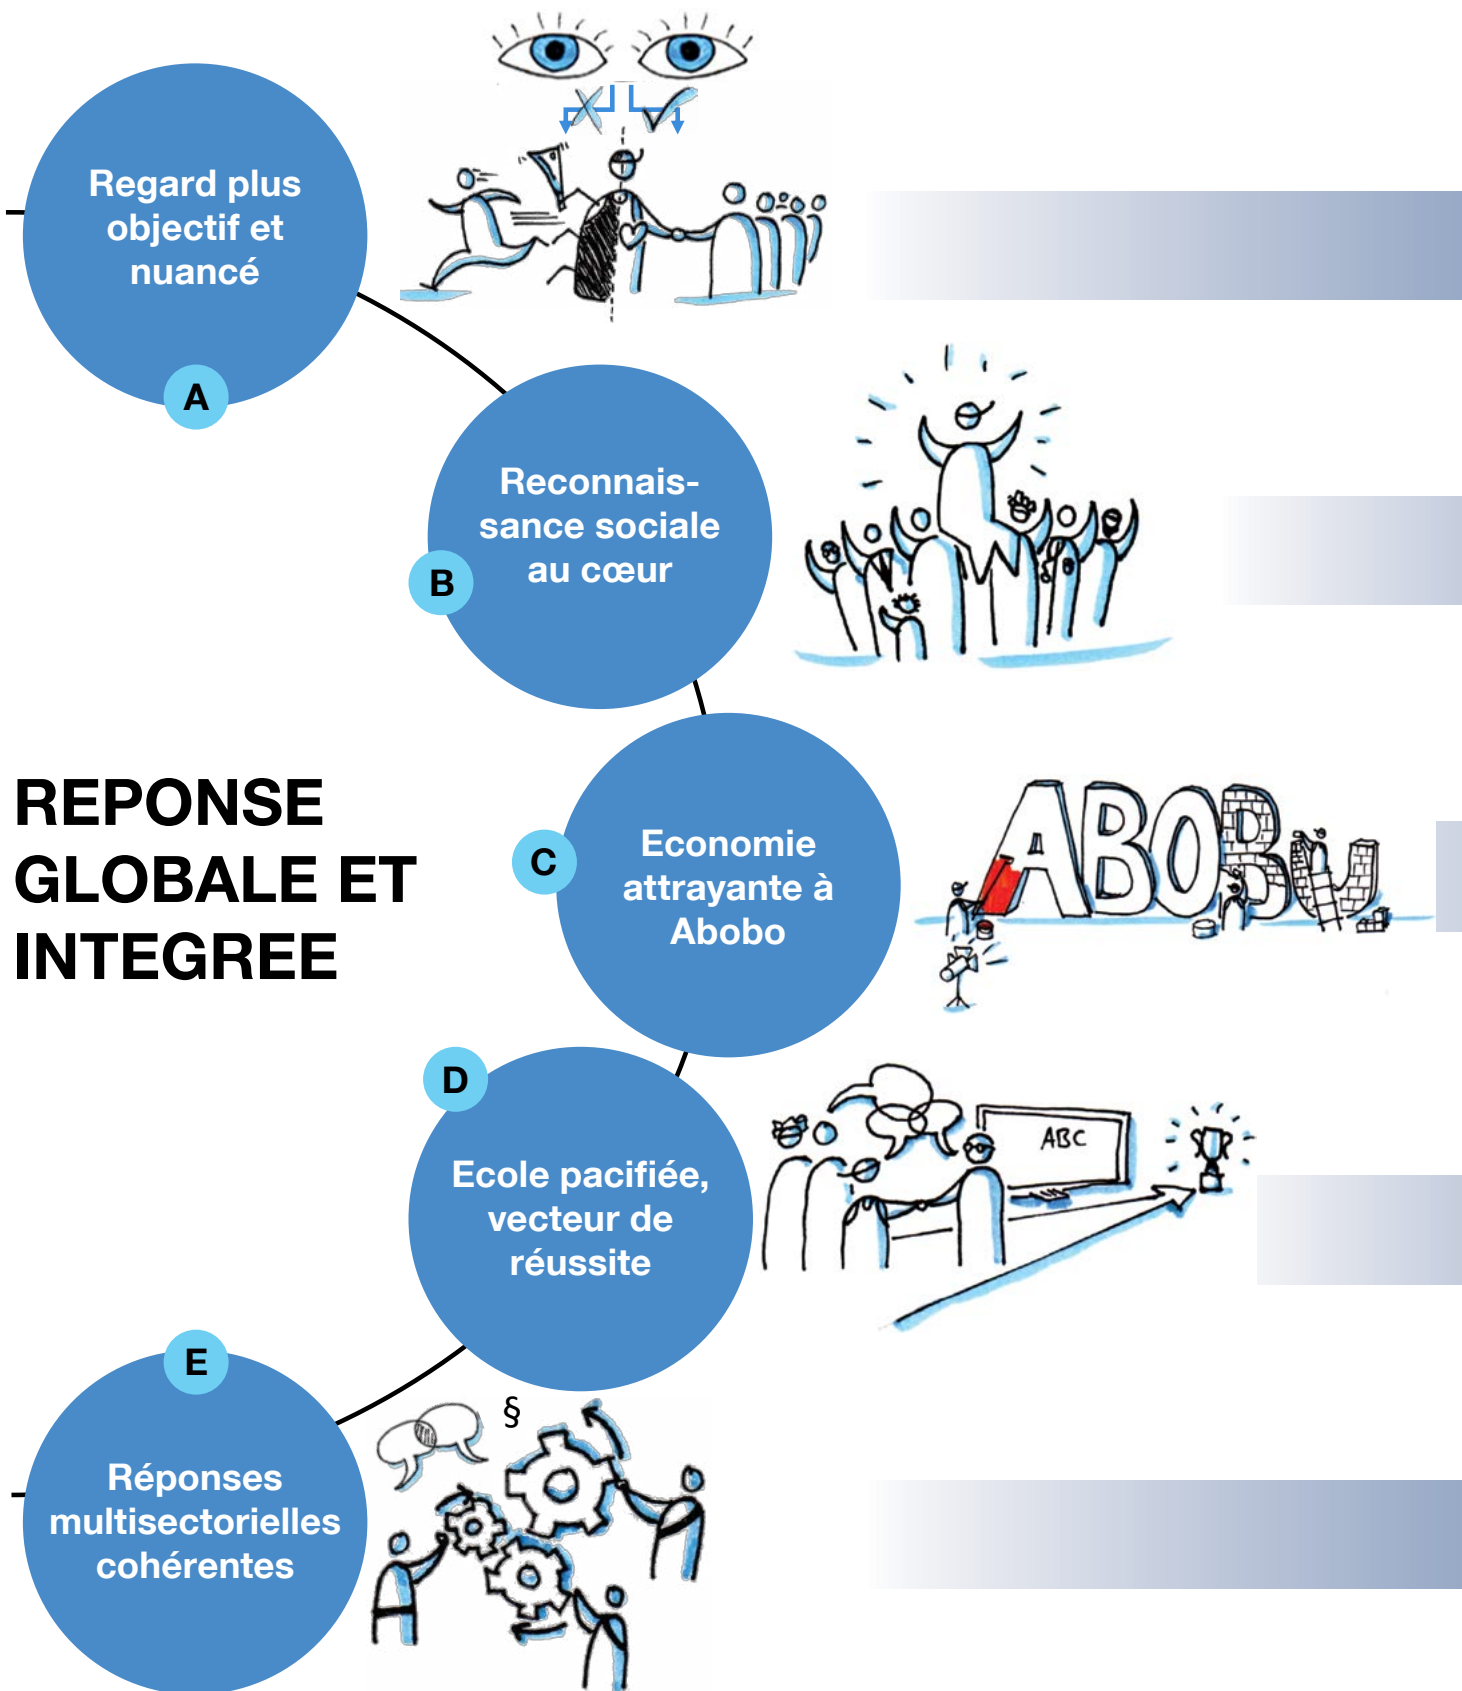 Regard plus
objectif et
nuancé
A
Reconnais-
sance sociale
au cœur
B
REPONSE
GLOBALE ET
INTEGREE
C
Economie
attrayante à
Abobo
ABOBO
D
Ecole pacifiée,
vecteur de
réussite
ABC
E
§
Réponses
multisectorielles
cohérentes